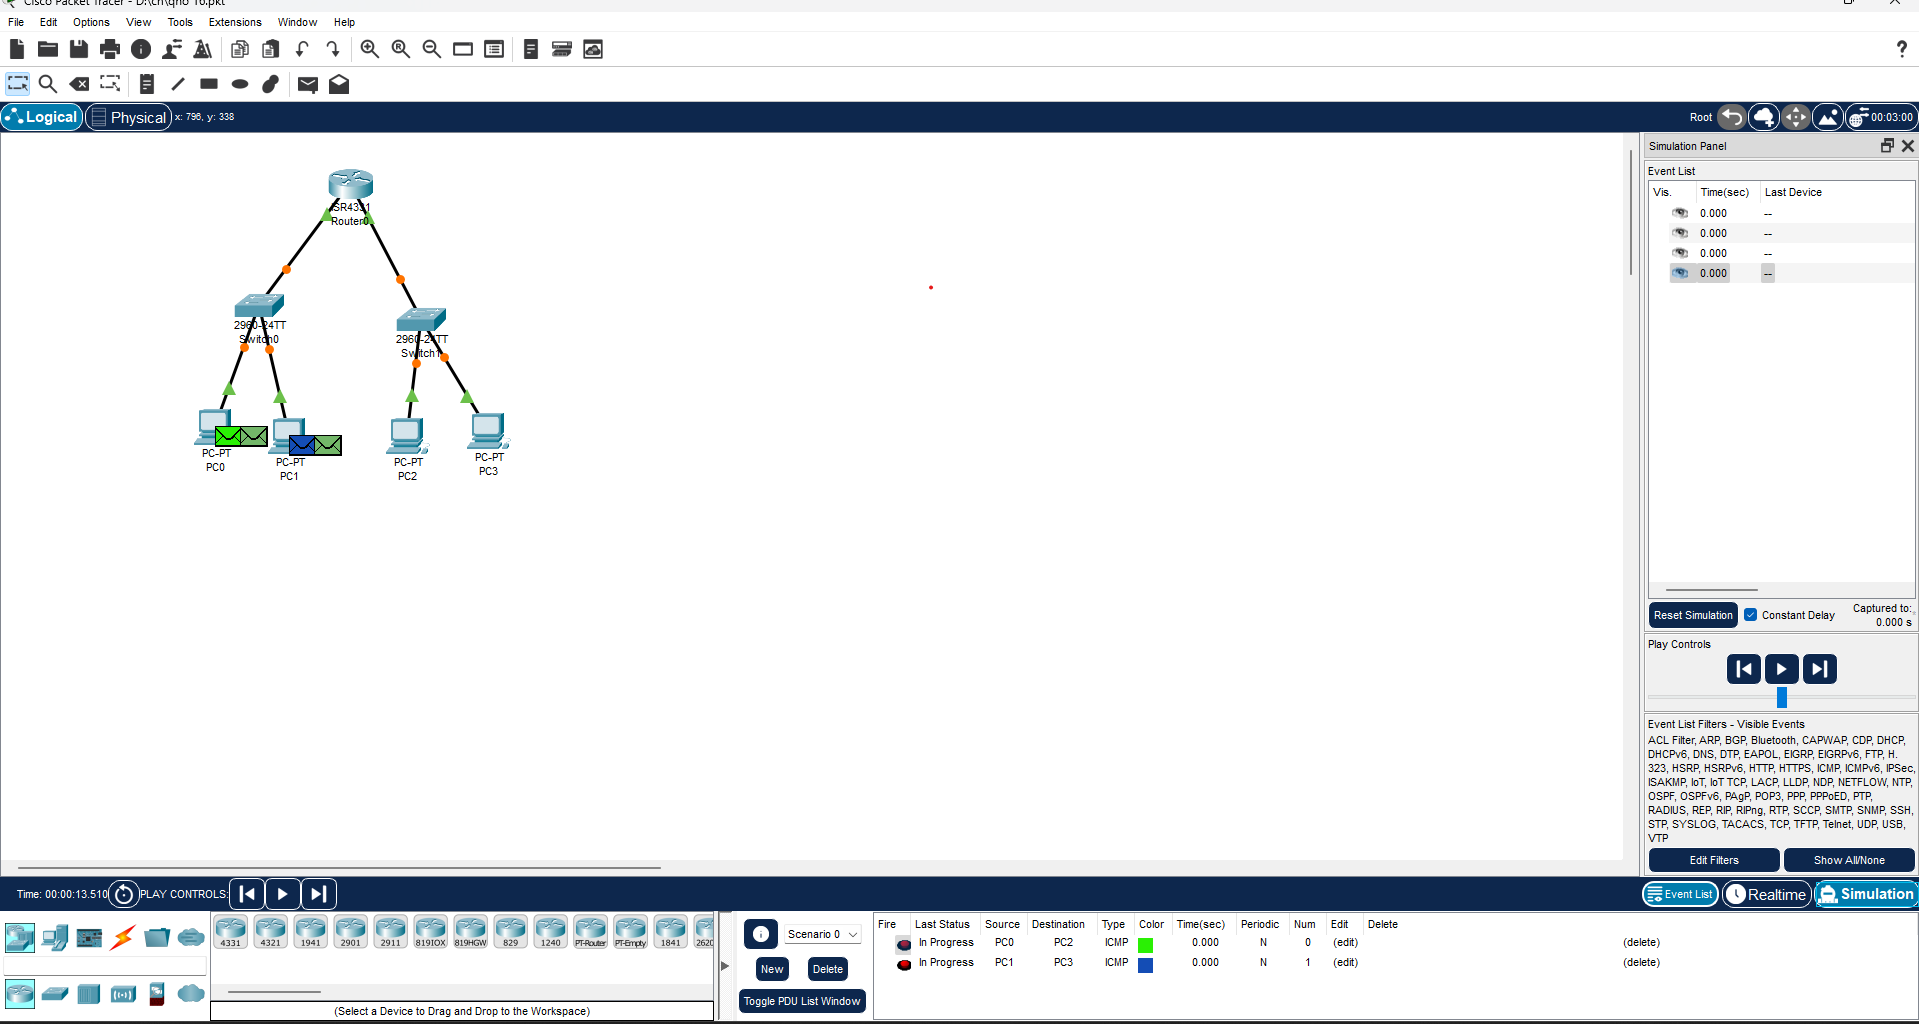 Cisco Packet Tracer - D:\cn\qno 16.pkt
File Edit Options View Tools Extensions Window Help
Logical Physical x: 796, y: 338 Root 00:03:00
Simulation Panel
Event List
Vis. Time(sec) Last Device
0.000 --
0.000 --
0.000 --
0.000 --
ISR4331
Router0
2960-24TT
Switch0
2960-24TT
Switch1
PC-PT
PC0
PC-PT
PC1
PC-PT
PC2
PC-PT
PC3
Reset Simulation Constant Delay Captured to:
0.000 s
Play Controls
Event List Filters - Visible Events
ACL Filter, ARP, BGP, Bluetooth, CAPWAP, CDP, DHCP,
DHCPv6, DNS, DTP, EAPOL, EIGRP, EIGRPv6, FTP, H.
323, HSRP, HSRPv6, HTTP, HTTPS, ICMP, ICMPv6, IPSec,
ISAKMP, IoT, IoT TCP, LACP, LLDP, NDP, NETFLOW, NTP,
OSPF, OSPFv6, PAgP, POP3, PPP, PPPoED, PTP,
RADIUS, REP, RIP, RIPng, RTP, SCCP, SMTP, SNMP, SSH,
STP, SYSLOG, TACACS, TCP, TFTP, Telnet, UDP, USB,
VTP
Edit Filters Show All/None
Time: 00:00:13.510 PLAY CONTROLS: Event List Realtime Simulation
4331 4321 1941 2901 2911 819IOX 819HGW 829 1240 PT-Router PT-Empty 1841 2620
(Select a Device to Drag and Drop to the Workspace)
Scenario 0
New Delete
Toggle PDU List Window
Fire Last Status Source Destination Type Color Time(sec) Periodic Num Edit Delete
In Progress PC0 PC2 ICMP 0.000 N 0 (edit) (delete)
In Progress PC1 PC3 ICMP 0.000 N 1 (edit) (delete)